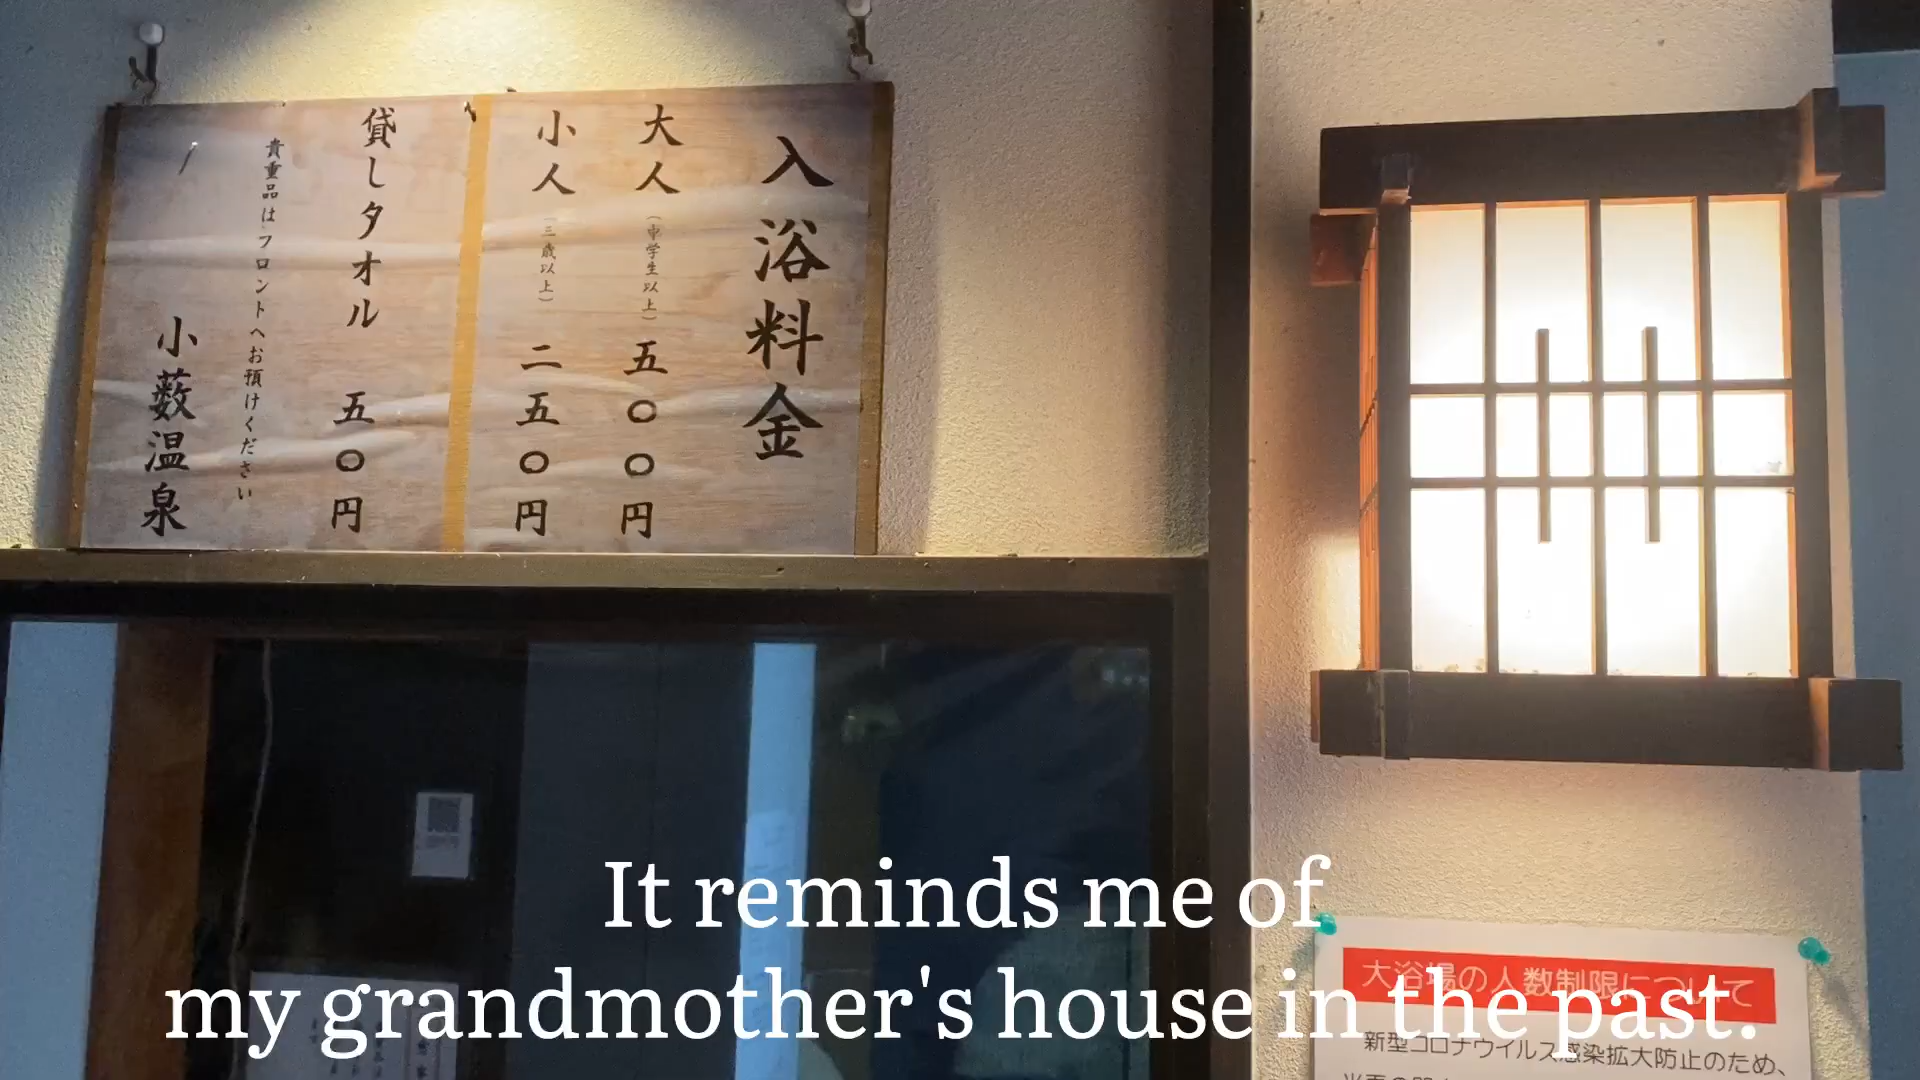 入浴料金
大人（中学生以上）五〇〇円
小人（三歳以上）二五〇円
貸しタオル 五〇円
貴重品はフロントへお預けください
小薮温泉
It reminds me of
my grandmother's house in the past.
大浴場の人数制限について
新型コロナウイルス感染拡大防止のため、